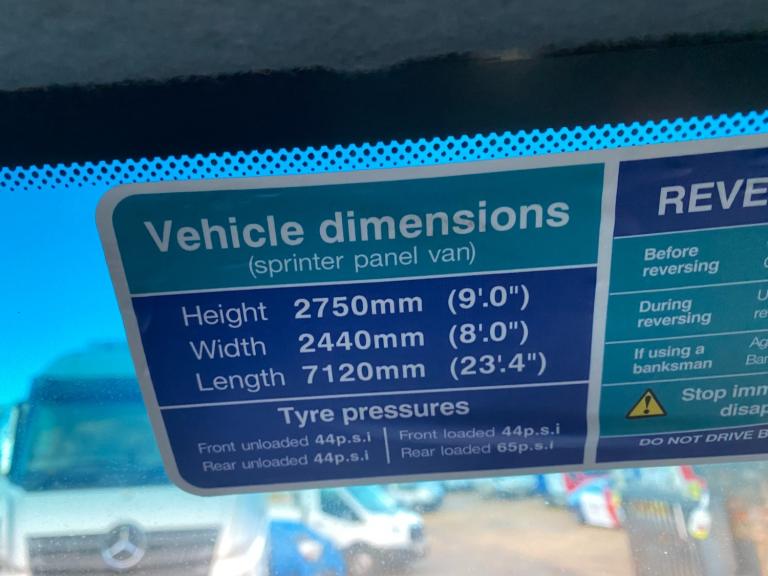 Vehicle dimensions
(sprinter panel van)
Height 2750mm (9'.0")
Width 2440mm (8'.0")
Length 7120mm (23'.4")
Tyre pressures
Front unloaded 44p.s.i
Rear unloaded 44p.s.i
Front loaded 44p.s.i
Rear loaded 65p.s.i
REVE
Before
reversing
During
reversing
If using a
banksman
Stop imm
disap
DO NOT DRIVE B